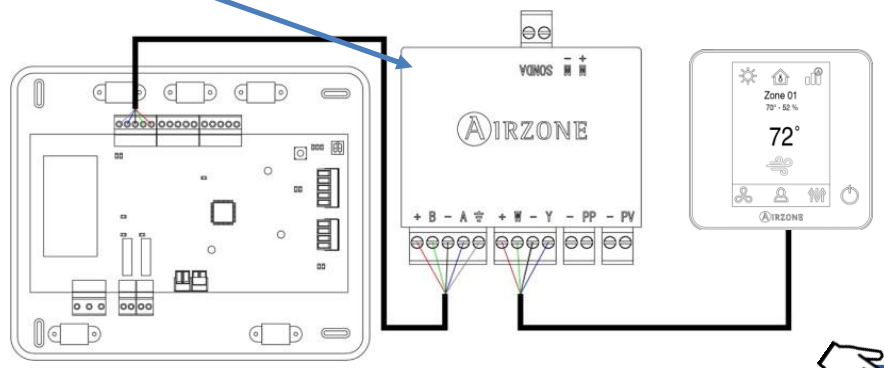 − +
SONDA M M
AIRZONE
+ B − A + W − Y − PP − PV
Zone 01
70° · 52 %
72°
AIRZONE